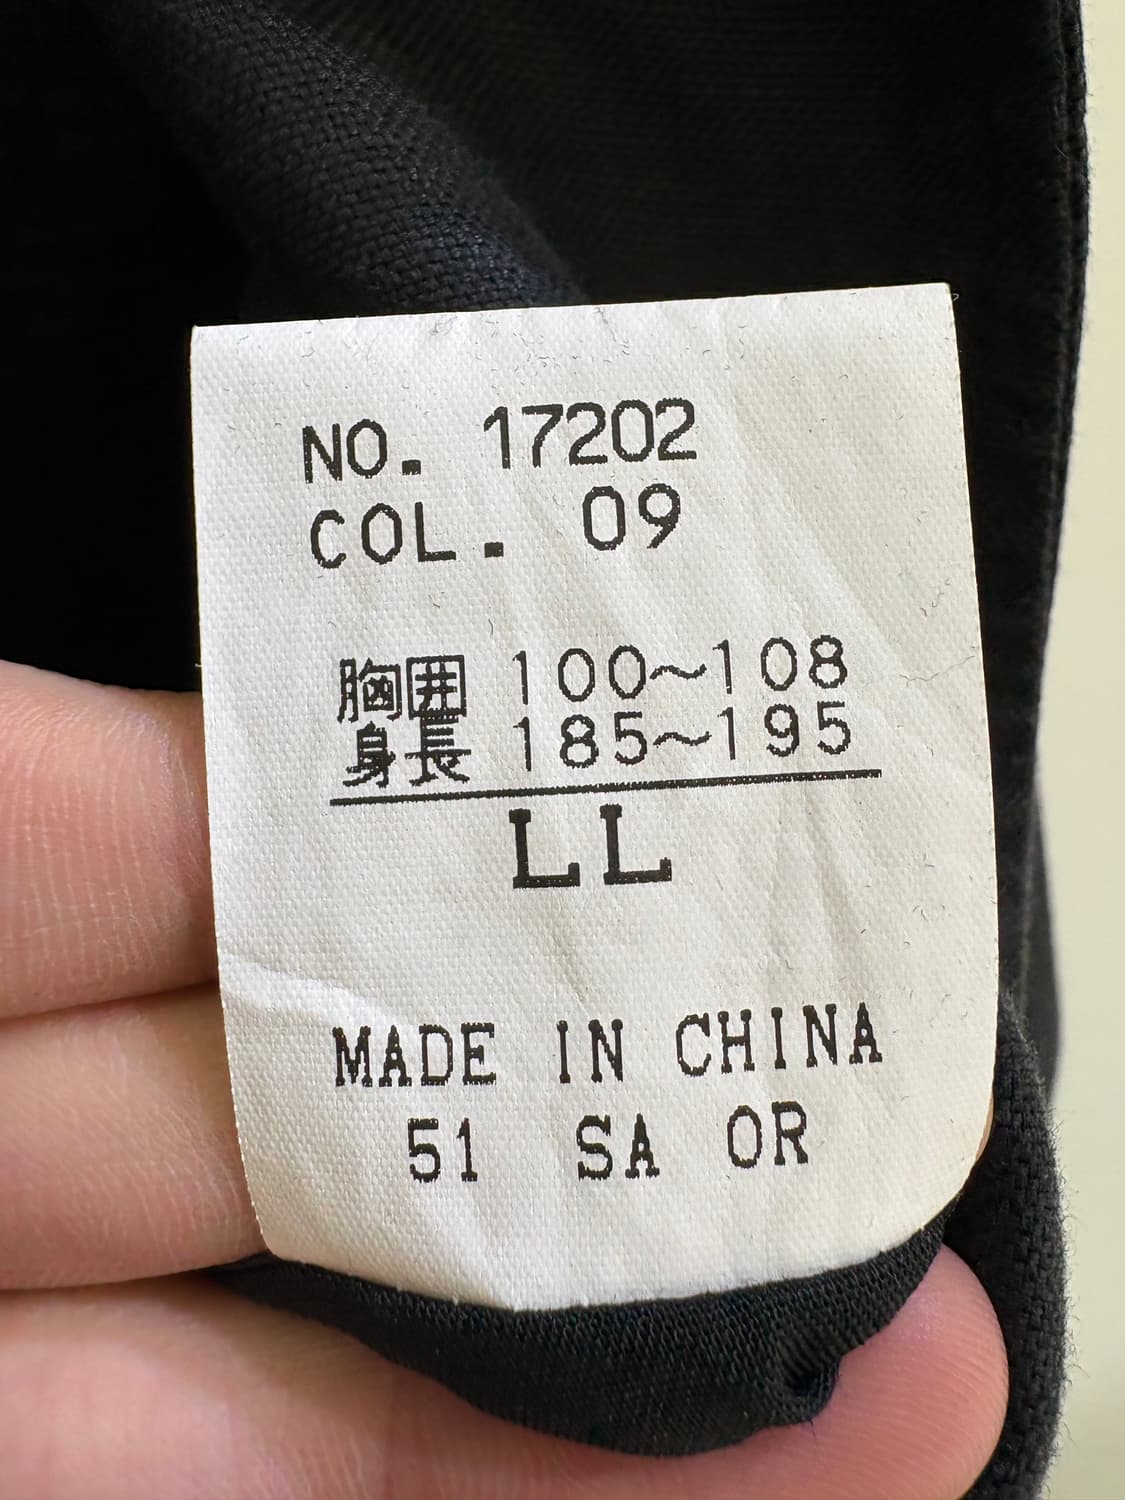 NO. 17202
COL. 09
胸囲 100～108
身長 185～195
LL
MADE IN CHINA
51 SA OR